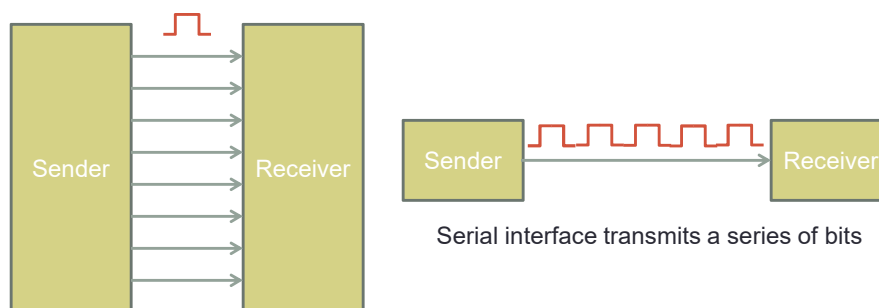 Sender
Receiver
Sender
Receiver
Serial interface transmits a series of bits